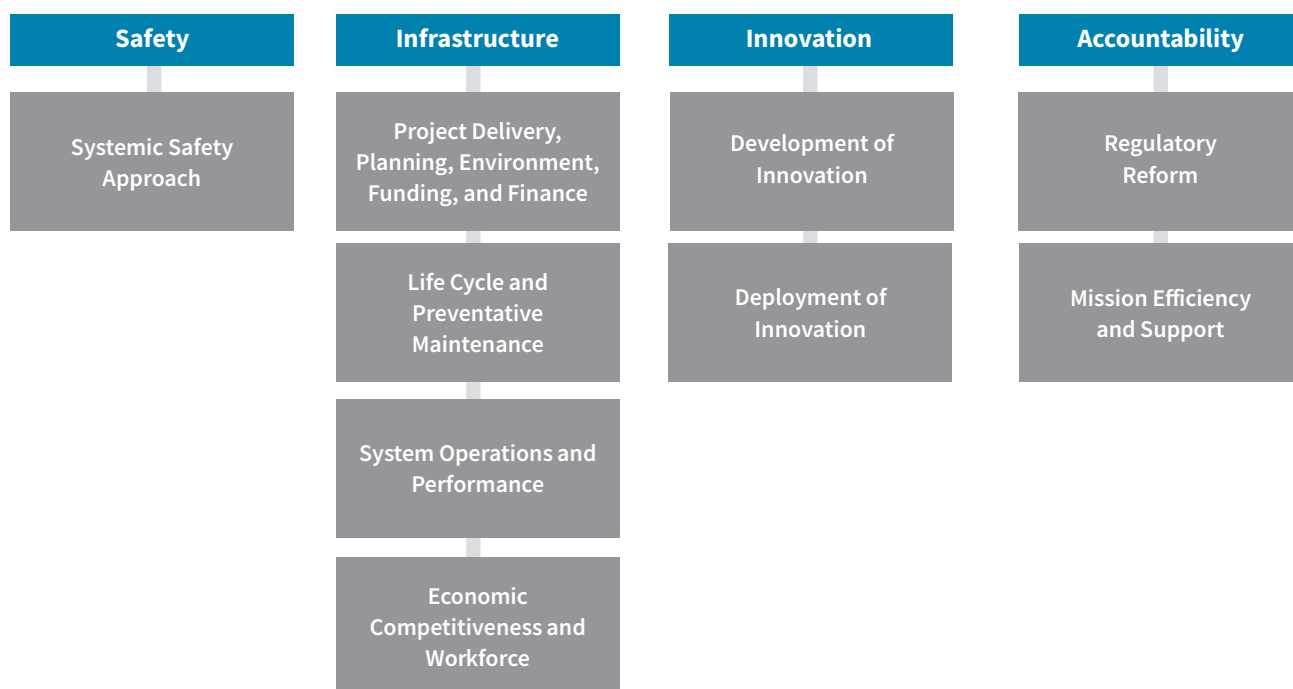 Safety
Systemic Safety
Approach
Infrastructure
Project Delivery,
Planning, Environment,
Funding, and Finance
Life Cycle and
Preventative
Maintenance
System Operations and
Performance
Economic
Competitiveness and
Workforce
Innovation
Development of
Innovation
Deployment of
Innovation
Accountability
Regulatory
Reform
Mission Efficiency
and Support